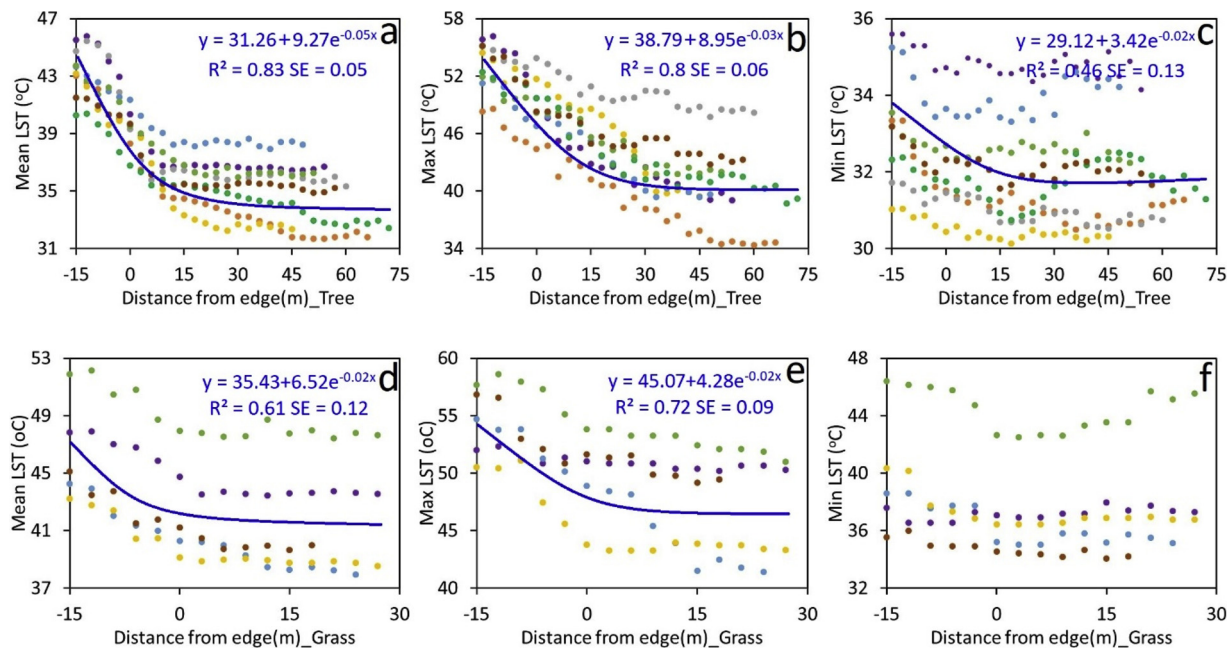 47
43
39
35
31
Mean LST (°C)
y = 31.26+9.27e^-0.05x
R² = 0.83 SE = 0.05
a
-15 0 15 30 45 60 75
Distance from edge(m)_Tree
58
52
46
40
34
Max LST (°C)
y = 38.79+8.95e^-0.03x
R² = 0.8 SE = 0.06
b
-15 0 15 30 45 60 75
Distance from edge(m)_Tree
36
34
32
30
Min LST (°C)
y = 29.12+3.42e^-0.02x
R² = 0.46 SE = 0.13
c
-15 0 15 30 45 60 75
Distance from edge(m)_Tree
53
49
45
41
37
Mean LST (oC)
y = 35.43+6.52e^-0.02x
R² = 0.61 SE = 0.12
d
-15 0 15 30
Distance from edge(m)_Grass
60
55
50
45
40
Max LST (oC)
y = 45.07+4.28e^-0.02x
R² = 0.72 SE = 0.09
e
-15 0 15 30
Distance from edge(m)_Grass
48
44
40
36
32
Min LST (°C)
f
-15 0 15 30
Distance from edge(m)_Grass